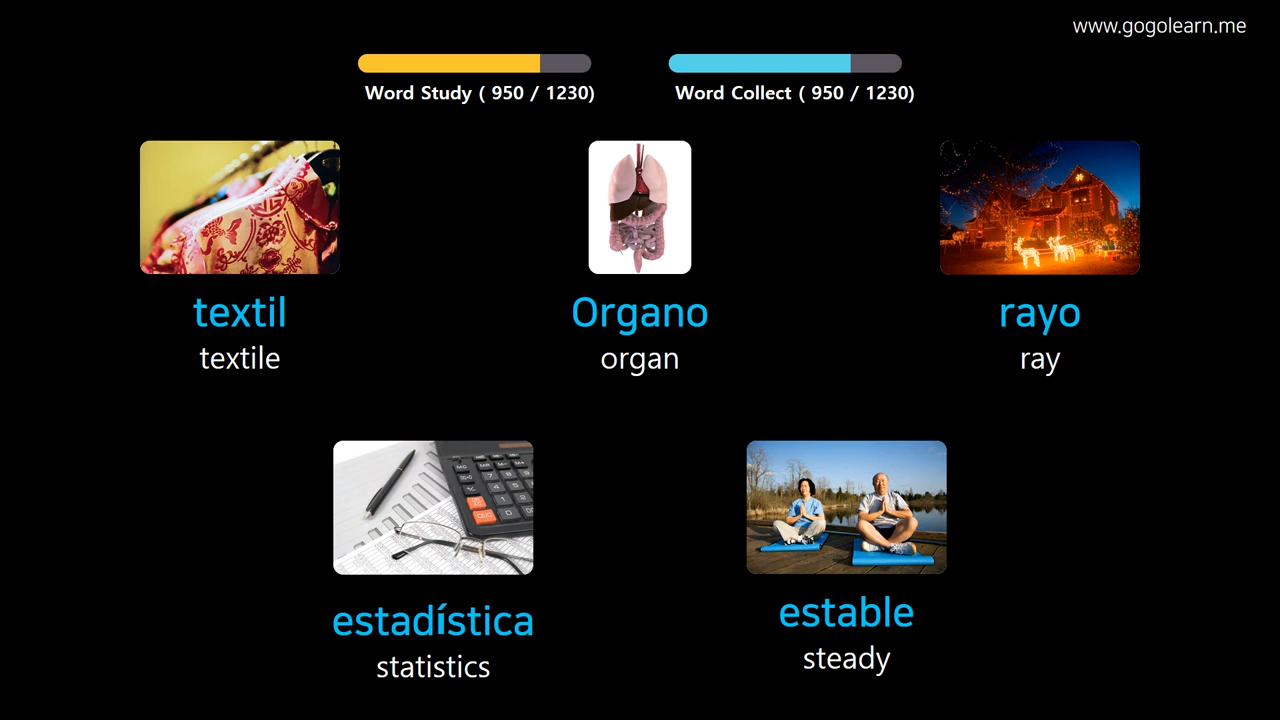 www.gogolearn.me
Word Study ( 950 / 1230)
Word Collect ( 950 / 1230)
textil
textile
Organo
organ
rayo
ray
estadística
statistics
estable
steady